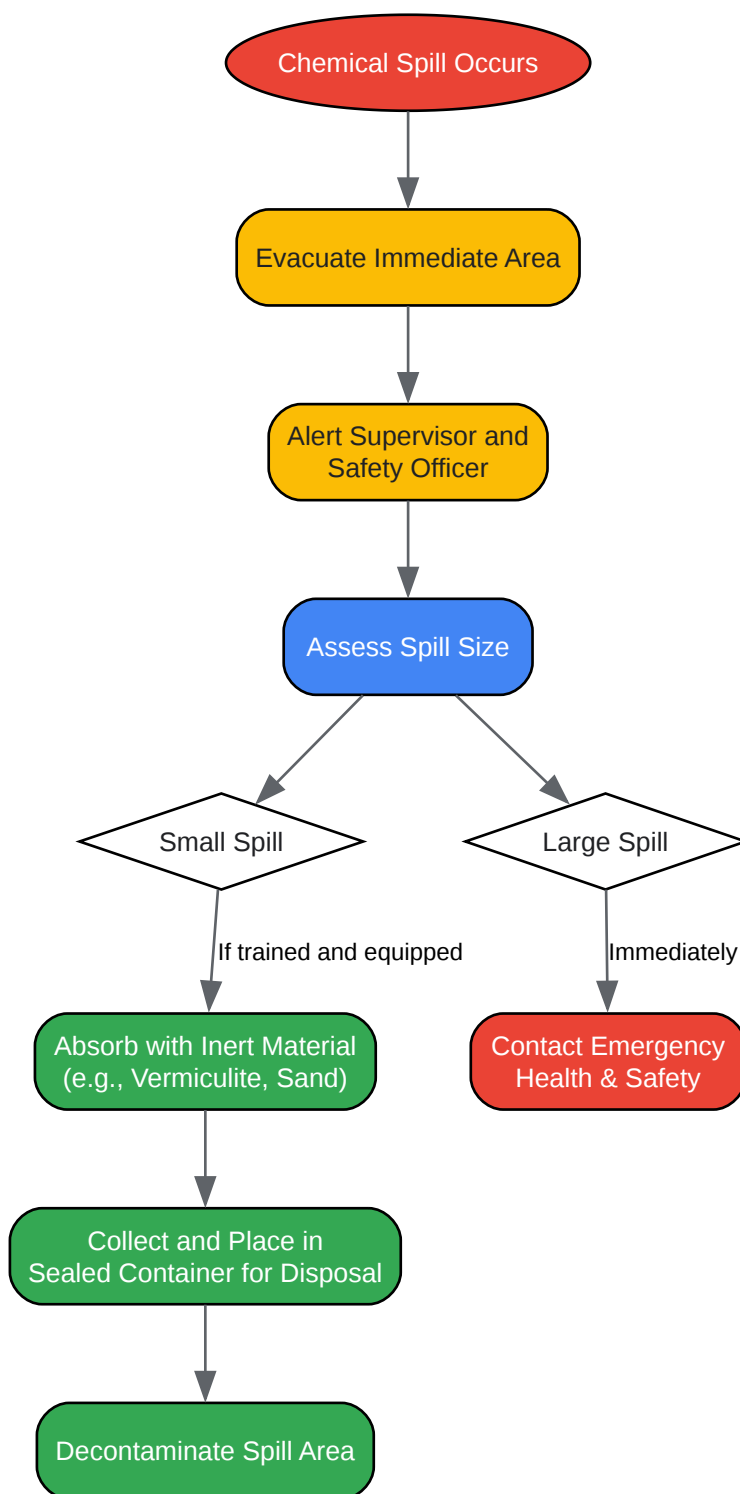 Chemical Spill Occurs
Evacuate Immediate Area
Alert Supervisor and
Safety Officer
Assess Spill Size
Small Spill
Large Spill
If trained and equipped
Immediately
Absorb with Inert Material
(e.g., Vermiculite, Sand)
Contact Emergency
Health & Safety
Collect and Place in
Sealed Container for Disposal
Decontaminate Spill Area